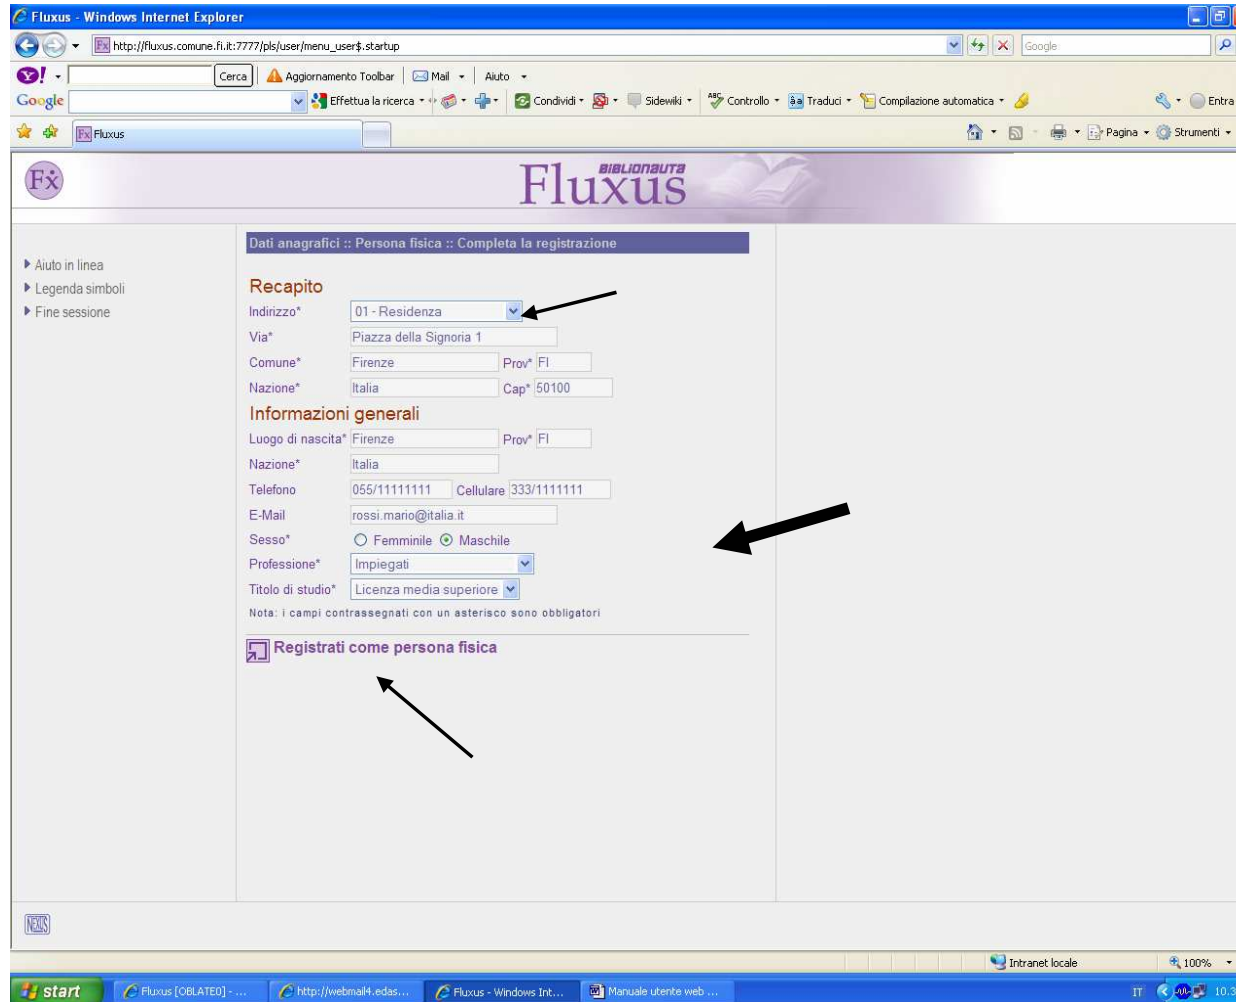 Fluxus - Windows Internet Explorer
http://fluxus.comune.fi.it:7777/pls/user/menu_user$.startup
Google
Y! Cerca Aggiornamento Toolbar Mail Aiuto
Google Effettua la ricerca Condividi Sidewiki Controllo Traduci Compilazione automatica Entra
Fx Fluxus Pagina Strumenti
Fx
BIBLIONAUTA
Fluxus
Aiuto in linea
Legenda simboli
Fine sessione
Dati anagrafici :: Persona fisica :: Completa la registrazione
Recapito
Indirizzo* 01 - Residenza
Via* Piazza della Signoria 1
Comune* Firenze Prov* FI
Nazione* Italia Cap* 50100
Informazioni generali
Luogo di nascita* Firenze Prov* FI
Nazione* Italia
Telefono 055/11111111 Cellulare 333/1111111
E-Mail rossi.mario@italia.it
Sesso* Femminile Maschile
Professione* Impiegati
Titolo di studio* Licenza media superiore
Nota: i campi contrassegnati con un asterisco sono obbligatori
Registrati come persona fisica
NEXUS
Intranet locale 100%
start Fluxus [OBLATE0] - ... http://webmail4.edas... Fluxus - Windows Int... Manuale utente web ... IT 10.3